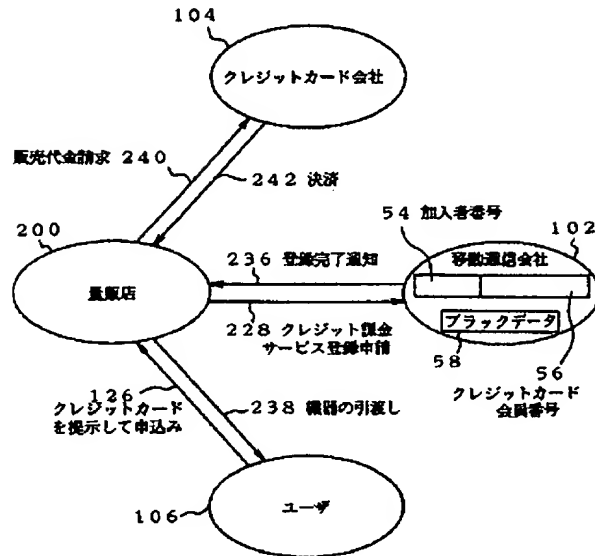 104
クレジットカード会社
販売代金請求 240
242 決済
200
量販店
54 加入者番号
102
移動通信会社
236 登録完了通知
228 クレジット課金
サービス登録申請
ブラックデータ
58
56
クレジットカード
会員番号
126
クレジットカード
を提示して申込み
238 機器の引渡し
106
ユーザ